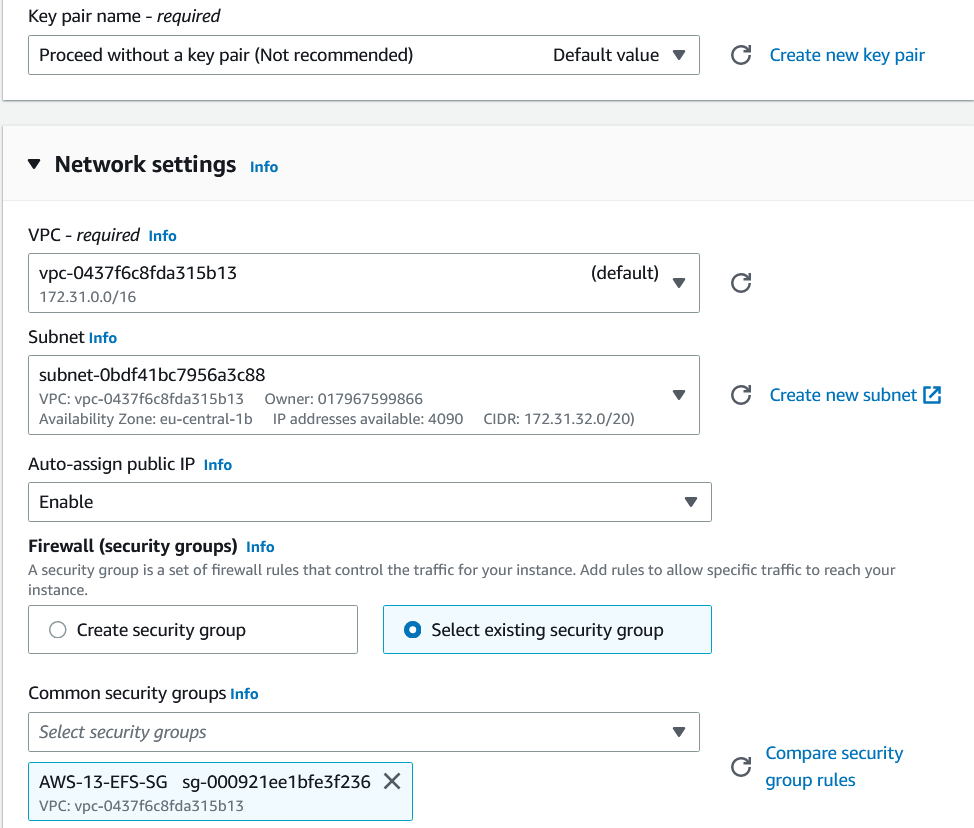 Key pair name - required
Proceed without a key pair (Not recommended) Default value Create new key pair
Network settings Info
VPC - required Info
vpc-0437f6c8fda315b13 (default)
172.31.0.0/16
Subnet Info
subnet-0bdf41bc7956a3c88
VPC: vpc-0437f6c8fda315b13 Owner: 017967599866
Availability Zone: eu-central-1b IP addresses available: 4090 CIDR: 172.31.32.0/20)
Create new subnet
Auto-assign public IP Info
Enable
Firewall (security groups) Info
A security group is a set of firewall rules that control the traffic for your instance. Add rules to allow specific traffic to reach your
instance.
Create security group Select existing security group
Common security groups Info
Select security groups
AWS-13-EFS-SG sg-000921ee1bfe3f236
VPC: vpc-0437f6c8fda315b13
Compare security
group rules